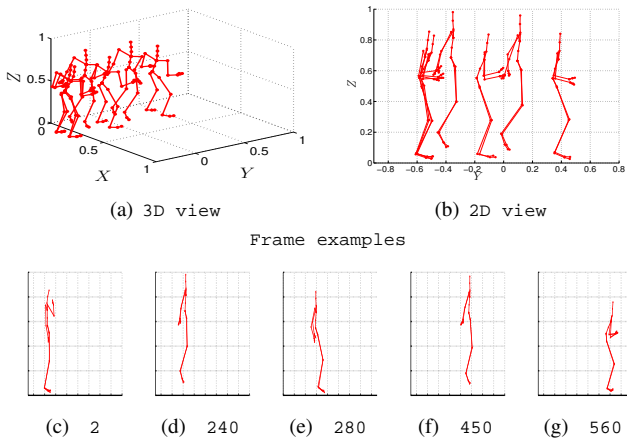 1
0.5
0
Z
0
0.5
1
X
0
0.5
1
Y
(a) 3D view
1
0.8
0.6
0.4
0.2
0
Z
−0.8 −0.6 −0.4 −0.2 0 0.2 0.4 0.6 0.8
Y
(b) 2D view
Frame examples
(c) 2
(d) 240
(e) 280
(f) 450
(g) 560